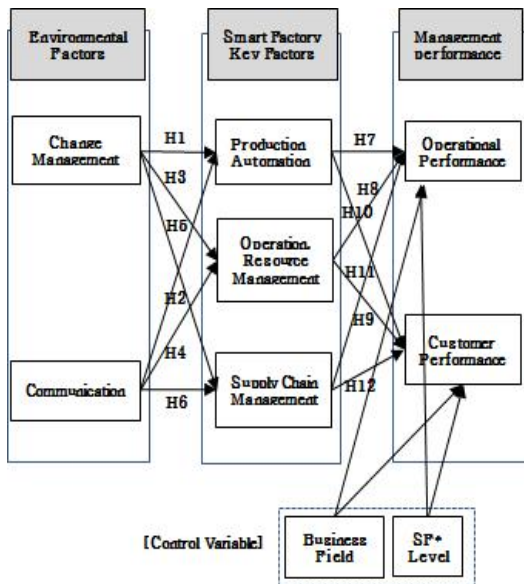 Environmental
Factors
Smart Factory
Key Factors
Management
performance
Change
Management
H1
Production
Automation
H7
Operational
Performance
H3
H8
H5
H10
Operation.
Resource
Management
H2
H11
H4
H9
Customer
Performance
Communication
H6
Supply Chain
Management
H12
[Control Variable]
Business
Field
SF*
Level